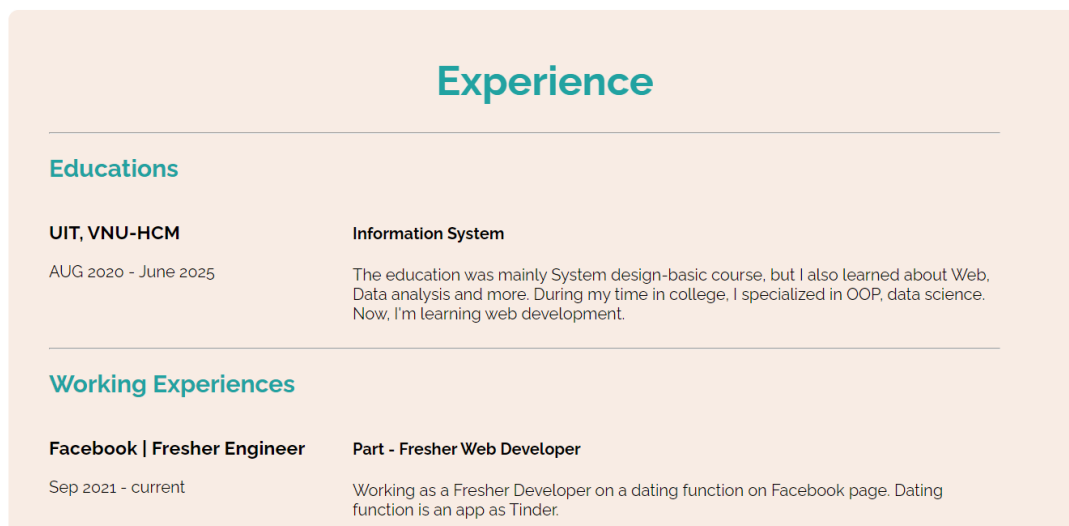 Experience
Educations
UIT, VNU-HCM
Information System
AUG 2020 - June 2025
The education was mainly System design-basic course, but I also learned about Web,
Data analysis and more. During my time in college, I specialized in OOP, data science.
Now, I'm learning web development.
Working Experiences
Facebook | Fresher Engineer
Part - Fresher Web Developer
Sep 2021 - current
Working as a Fresher Developer on a dating function on Facebook page. Dating
function is an app as Tinder.